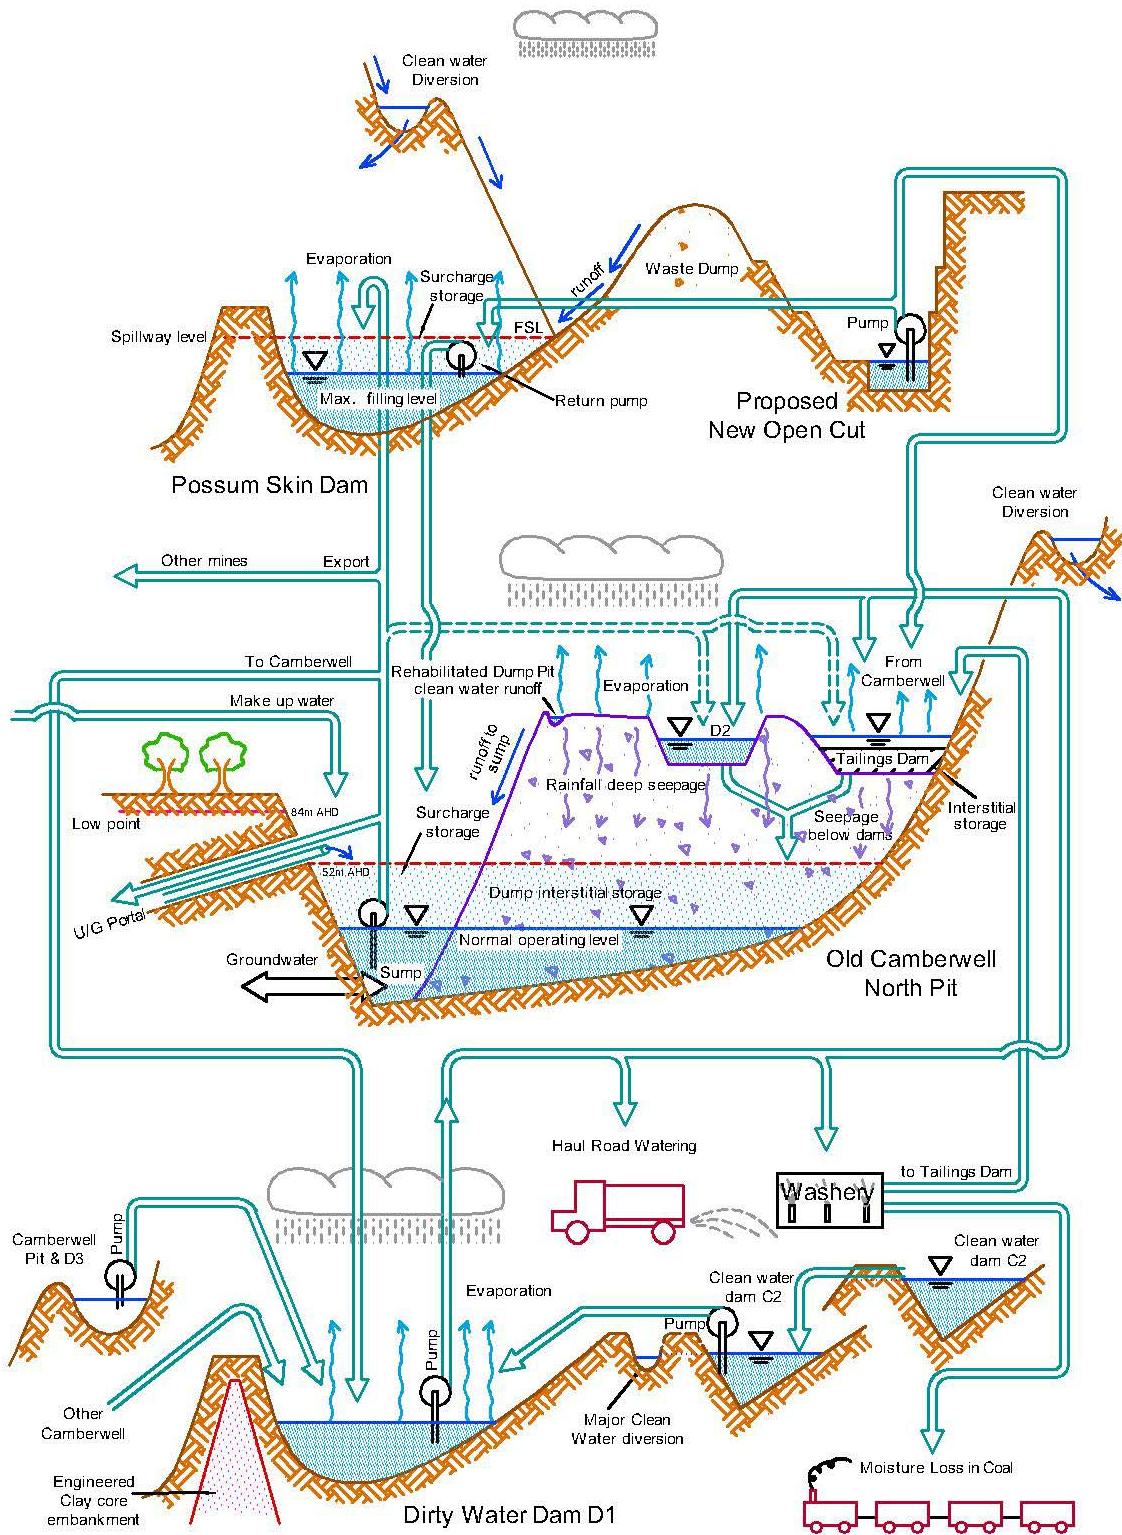 Clean water
Diversion
Evaporation
Surcharge
storage
runoff
Waste Dump
Spillway level
FSL
Pump
Max. filling level
Return pump
Proposed
New Open Cut
Possum Skin Dam
Clean water
Diversion
Other mines
Export
To Camberwell
Make up water
Rehabilitated Dump Pit
clean water runoff
Evaporation
From
Camberwell
D2
runoff to
sump
Tailings Dam
Rainfall deep seepage
Interstitial
storage
Low point
84m AHD
Surcharge
storage
Seepage
below dams
52m AHD
Dump interstitial storage
U/G Portal
Normal operating level
Groundwater
Sump
Old Camberwell
North Pit
Haul Road Watering
to Tailings Dam
Washery
Camberwell
Pit & D3
Pump
Evaporation
Clean water
dam C2
Clean water
dam C2
Pump
Pump
Other
Camberwell
Major Clean
Water diversion
Engineered
Clay core
embankment
Dirty Water Dam D1
Moisture Loss in Coal